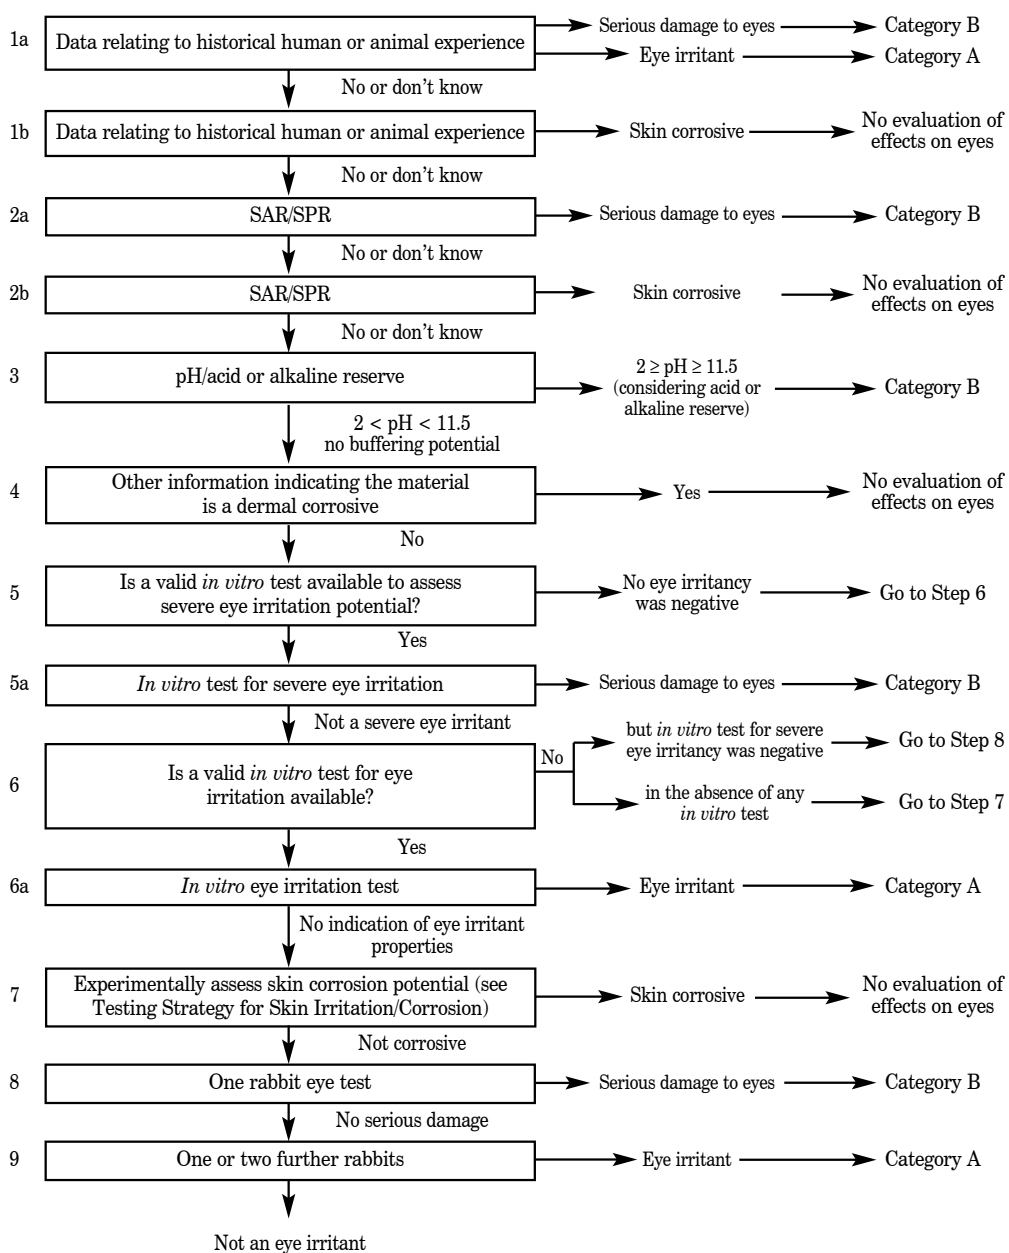 1a
Data relating to historical human or animal experience
Serious damage to eyes
Category B
Eye irritant
Category A
No or don't know
1b
Data relating to historical human or animal experience
Skin corrosive
No evaluation of
effects on eyes
No or don't know
2a
SAR/SPR
Serious damage to eyes
Category B
No or don't know
2b
SAR/SPR
Skin corrosive
No evaluation of
effects on eyes
No or don't know
3
pH/acid or alkaline reserve
2 ≥ pH ≥ 11.5
(considering acid or
alkaline reserve)
Category B
2 < pH < 11.5
no buffering potential
4
Other information indicating the material
is a dermal corrosive
Yes
No evaluation of
effects on eyes
No
5
Is a valid in vitro test available to assess
severe eye irritation potential?
No eye irritancy
was negative
Go to Step 6
Yes
5a
In vitro test for severe eye irritation
Serious damage to eyes
Category B
Not a severe eye irritant
6
Is a valid in vitro test for eye
irritation available?
No
but in vitro test for severe
eye irritancy was negative
Go to Step 8
in the absence of any
in vitro test
Go to Step 7
Yes
6a
In vitro eye irritation test
Eye irritant
Category A
No indication of eye irritant
properties
7
Experimentally assess skin corrosion potential (see
Testing Strategy for Skin Irritation/Corrosion)
Skin corrosive
No evaluation of
effects on eyes
Not corrosive
8
One rabbit eye test
Serious damage to eyes
Category B
No serious damage
9
One or two further rabbits
Eye irritant
Category A
Not an eye irritant